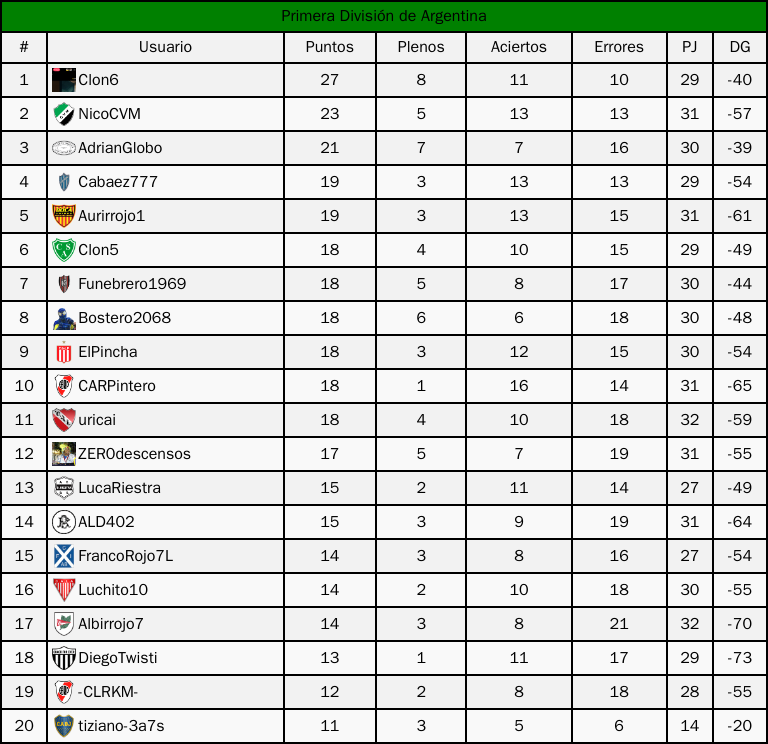 Primera División de Argentina
# Usuario Puntos Plenos Aciertos Errores PJ DG
1 Clon6 27 8 11 10 29 -40
2 NicoCVM 23 5 13 13 31 -57
3 AdrianGlobo 21 7 7 16 30 -39
4 Cabaez777 19 3 13 13 29 -54
5 Aurirrojo1 19 3 13 15 31 -61
6 Clon5 18 4 10 15 29 -49
7 Funebrero1969 18 5 8 17 30 -44
8 Bostero2068 18 6 6 18 30 -48
9 ElPincha 18 3 12 15 30 -54
10 CARPintero 18 1 16 14 31 -65
11 uricai 18 4 10 18 32 -59
12 ZER0descensos 17 5 7 19 31 -55
13 LucaRiestra 15 2 11 14 27 -49
14 ALD402 15 3 9 19 31 -64
15 FrancoRojo7L 14 3 8 16 27 -54
16 Luchito10 14 2 10 18 30 -55
17 Albirrojo7 14 3 8 21 32 -70
18 DiegoTwisti 13 1 11 17 29 -73
19 -CLRKM- 12 2 8 18 28 -55
20 tiziano-3a7s 11 3 5 6 14 -20